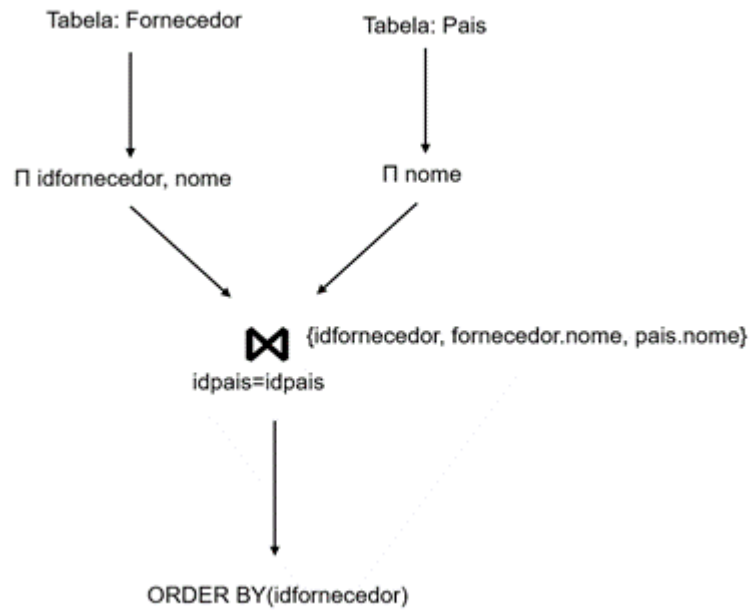 Tabela: Fornecedor
Tabela: Pais
Π idfornecedor, nome
Π nome
⋈ {idfornecedor, fornecedor.nome, pais.nome}
idpais=idpais
ORDER BY(idfornecedor)